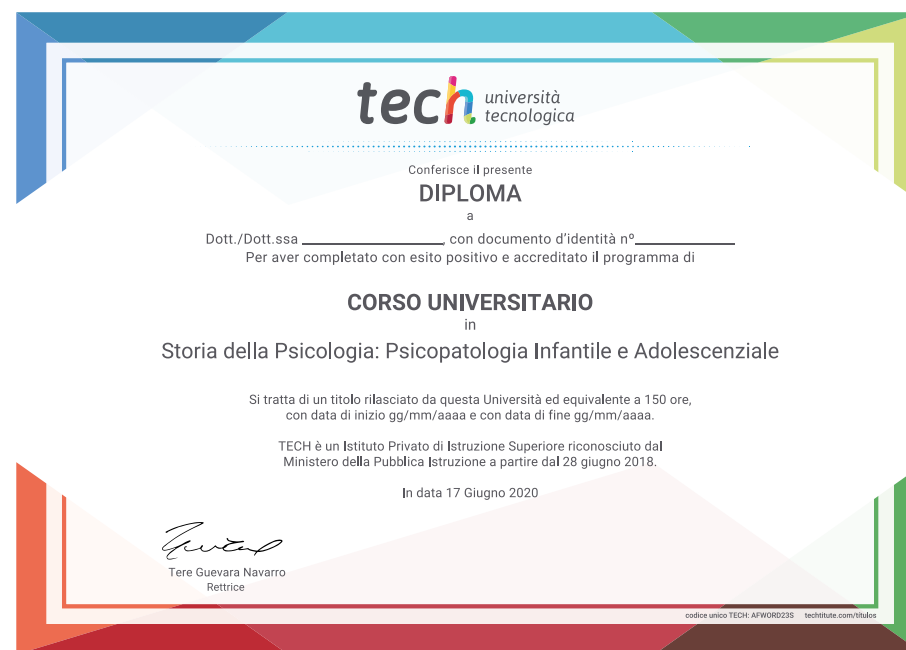 tech università
tecnologica
Conferisce il presente
DIPLOMA
a
Dott./Dott.ssa ____________________, con documento d'identità nº______________
Per aver completato con esito positivo e accreditato il programma di
CORSO UNIVERSITARIO
in
Storia della Psicologia: Psicopatologia Infantile e Adolescenziale
Si tratta di un titolo rilasciato da questa Università ed equivalente a 150 ore,
con data di inizio gg/mm/aaaa e con data di fine gg/mm/aaaa.
TECH è un Istituto Privato di Istruzione Superiore riconosciuto dal
Ministero della Pubblica Istruzione a partire dal 28 giugno 2018.
In data 17 Giugno 2020
Tere Guevara Navarro
Rettrice
codice unico TECH: AFWORD23S techtitute.com/titulos